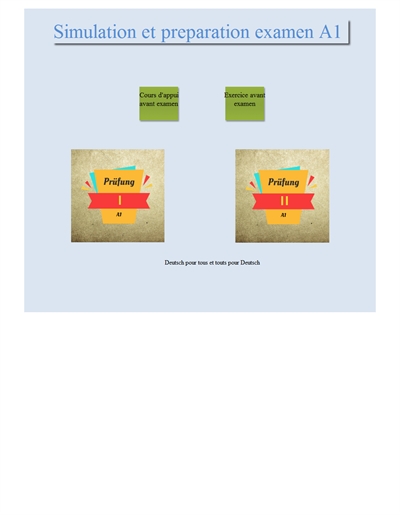 Simulation et preparation examen A1
Cours d'appui
avant examen
Exercice avant
examen
Prüfung
I
A1
Prüfung
II
A1
Deutsch pour tous et touts pour Deutsch